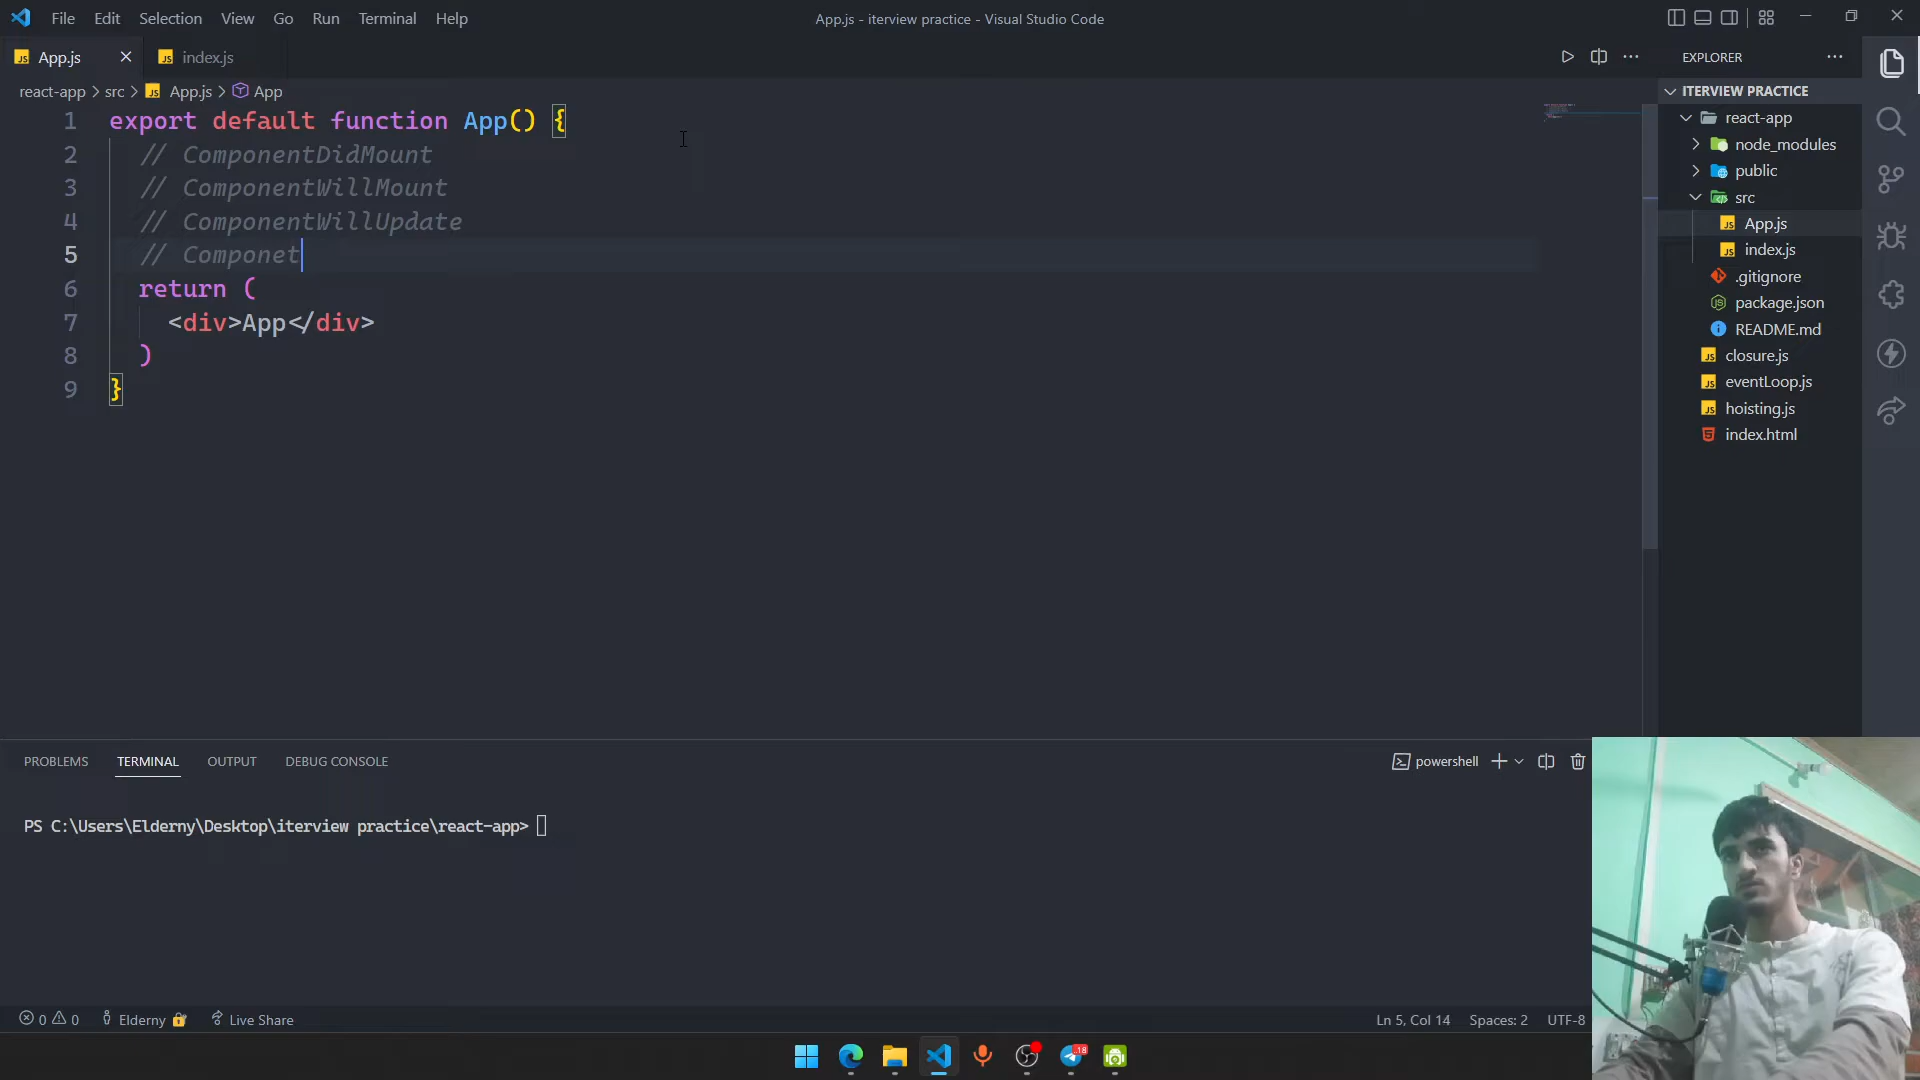 File Edit Selection View Go Run Terminal Help
App.js - iterview practice - Visual Studio Code
App.js
index.js
react-app > src > App.js > App
1 export default function App() {
2 // ComponentDidMount
3 // ComponentWillMount
4 // ComponentWillUpdate
5 // Componet
6 return (
7 <div>App</div>
8 )
9 }
EXPLORER
ITERVIEW PRACTICE
react-app
node_modules
public
src
App.js
index.js
.gitignore
package.json
README.md
closure.js
eventLoop.js
hoisting.js
index.html
PROBLEMS TERMINAL OUTPUT DEBUG CONSOLE
powershell
PS C:\Users\Elderny\Desktop\iterview practice\react-app>
0 0 Elderny Live Share
Ln 5, Col 14 Spaces: 2 UTF-8
18